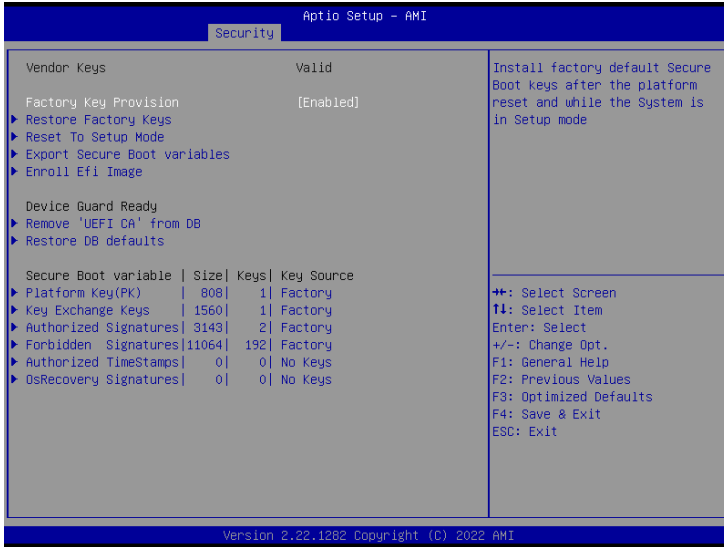 Aptio Setup – AMI
Security
Vendor Keys Valid
Factory Key Provision [Enabled]
Restore Factory Keys
Reset To Setup Mode
Export Secure Boot variables
Enroll Efi Image
Device Guard Ready
Remove 'UEFI CA' from DB
Restore DB defaults
Secure Boot variable | Size| Keys| Key Source
Platform Key(PK) | 808| 1| Factory
Key Exchange Keys | 1560| 1| Factory
Authorized Signatures| 3143| 2| Factory
Forbidden Signatures|11064| 192| Factory
Authorized TimeStamps| 0| 0| No Keys
OsRecovery Signatures| 0| 0| No Keys
Install factory default Secure
Boot keys after the platform
reset and while the System is
in Setup mode
→←: Select Screen
↑↓: Select Item
Enter: Select
+/-: Change Opt.
F1: General Help
F2: Previous Values
F3: Optimized Defaults
F4: Save & Exit
ESC: Exit
Version 2.22.1282 Copyright (C) 2022 AMI